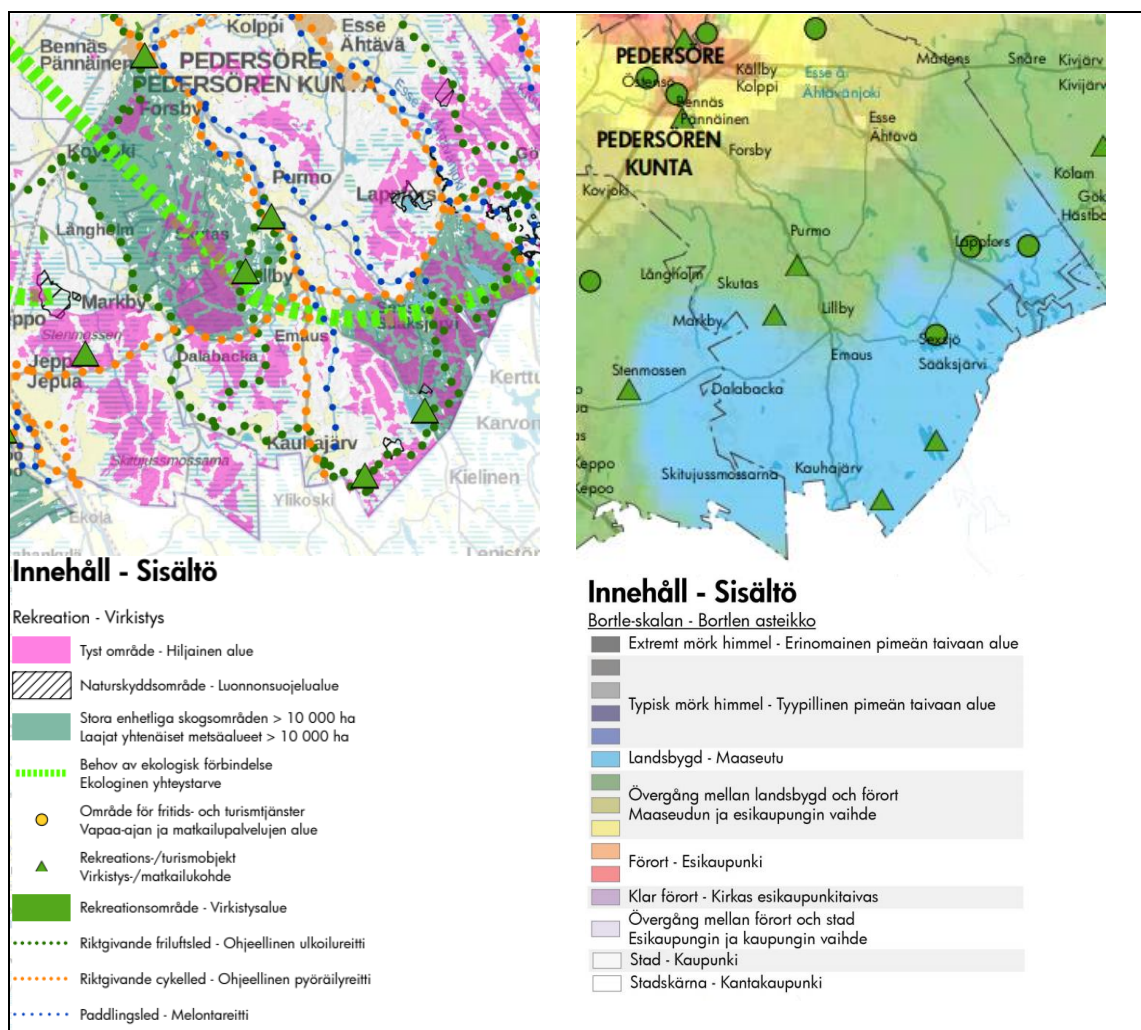 Bennäs
Pännäinen
Kållby
Kolppi
Esse
Ähtävä
PEDERSÖRE
PEDERSÖREN KUNTA
Forsby
Esse
Kovjoki
Purmo
Lappfors
Långholm
Markby
Stenmossen
Emaus
Dalabacka
Jepua
Kauhajärv
Skitujussmossarna
Ylikoski
Kielinen
Ekola
Innehåll - Sisältö
Rekreation - Virkistys
Tyst område - Hiljainen alue
Naturskyddsområde - Luonnonsuojelualue
Stora enhetliga skogsområden > 10 000 ha
Laajat yhtenäiset metsäalueet > 10 000 ha
Behov av ekologisk förbindelse
Ekologinen yhteystarve
Område för fritids- och turismtjänster
Vapaa-ajan ja matkailupalvelujen alue
Rekreations-/turismobjekt
Virkistys-/matkailukohde
Rekreationsområde - Virkistysalue
Riktgivande friluftsled - Ohjeellinen ulkoilureitti
Riktgivande cykelled - Ohjeellinen pyöräilyreitti
Paddlingsled - Melontareitti
PEDERSÖRE
Östensö
Kållby
Kolppi
Esse å
Ähtävänjoki
Mårtens
Snåre
Kivijärv
Kivijärvi
Bennäs
Pännäinen
PEDERSÖREN
KUNTA
Forsby
Esse
Ähtävä
Kovjoki
Kolam
Purmo
Lappfors
Långholm
Skutas
Lillby
Markby
Emaus
Sexsjö
Sääksjärvi
Stenmossen
Dalabacka
Keppo
Kepoo
Skitujussmossarna
Kauhajärv
Innehåll - Sisältö
Bortle-skalan - Bortlen asteikko
Extremt mörk himmel - Erinomainen pimeän taivaan alue
Typisk mörk himmel - Tyypillinen pimeän taivaan alue
Landsbygd - Maaseutu
Övergång mellan landsbygd och förort
Maaseudun ja esikaupungin vaihde
Förort - Esikaupunki
Klar förort - Kirkas esikaupunkitaivas
Övergång mellan förort och stad
Esikaupungin ja kaupungin vaihde
Stad - Kaupunki
Stadskärna - Kantakaupunki